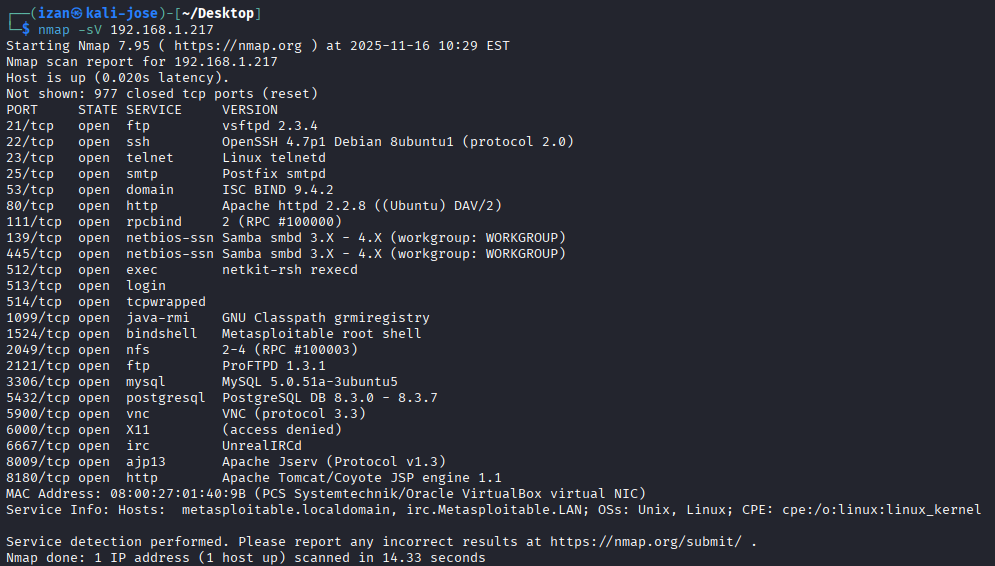 ┌──(izan㉿kali-jose)-[~/Desktop]
└─$ nmap -sV 192.168.1.217
Starting Nmap 7.95 ( https://nmap.org ) at 2025-11-16 10:29 EST
Nmap scan report for 192.168.1.217
Host is up (0.020s latency).
Not shown: 977 closed tcp ports (reset)
PORT     STATE SERVICE     VERSION
21/tcp   open  ftp         vsftpd 2.3.4
22/tcp   open  ssh         OpenSSH 4.7p1 Debian 8ubuntu1 (protocol 2.0)
23/tcp   open  telnet      Linux telnetd
25/tcp   open  smtp        Postfix smtpd
53/tcp   open  domain      ISC BIND 9.4.2
80/tcp   open  http        Apache httpd 2.2.8 ((Ubuntu) DAV/2)
111/tcp  open  rpcbind     2 (RPC #100000)
139/tcp  open  netbios-ssn Samba smbd 3.X - 4.X (workgroup: WORKGROUP)
445/tcp  open  netbios-ssn Samba smbd 3.X - 4.X (workgroup: WORKGROUP)
512/tcp  open  exec        netkit-rsh rexecd
513/tcp  open  login
514/tcp  open  tcpwrapped
1099/tcp open  java-rmi    GNU Classpath grmiregistry
1524/tcp open  bindshell   Metasploitable root shell
2049/tcp open  nfs         2-4 (RPC #100003)
2121/tcp open  ftp         ProFTPD 1.3.1
3306/tcp open  mysql       MySQL 5.0.51a-3ubuntu5
5432/tcp open  postgresql  PostgreSQL DB 8.3.0 - 8.3.7
5900/tcp open  vnc         VNC (protocol 3.3)
6000/tcp open  X11         (access denied)
6667/tcp open  irc         UnrealIRCd
8009/tcp open  ajp13       Apache Jserv (Protocol v1.3)
8180/tcp open  http        Apache Tomcat/Coyote JSP engine 1.1
MAC Address: 08:00:27:01:40:9B (PCS Systemtechnik/Oracle VirtualBox virtual NIC)
Service Info: Hosts:  metasploitable.localdomain, irc.Metasploitable.LAN; OSs: Unix, Linux; CPE: cpe:/o:linux:linux_kernel

Service detection performed. Please report any incorrect results at https://nmap.org/submit/ .
Nmap done: 1 IP address (1 host up) scanned in 14.33 seconds